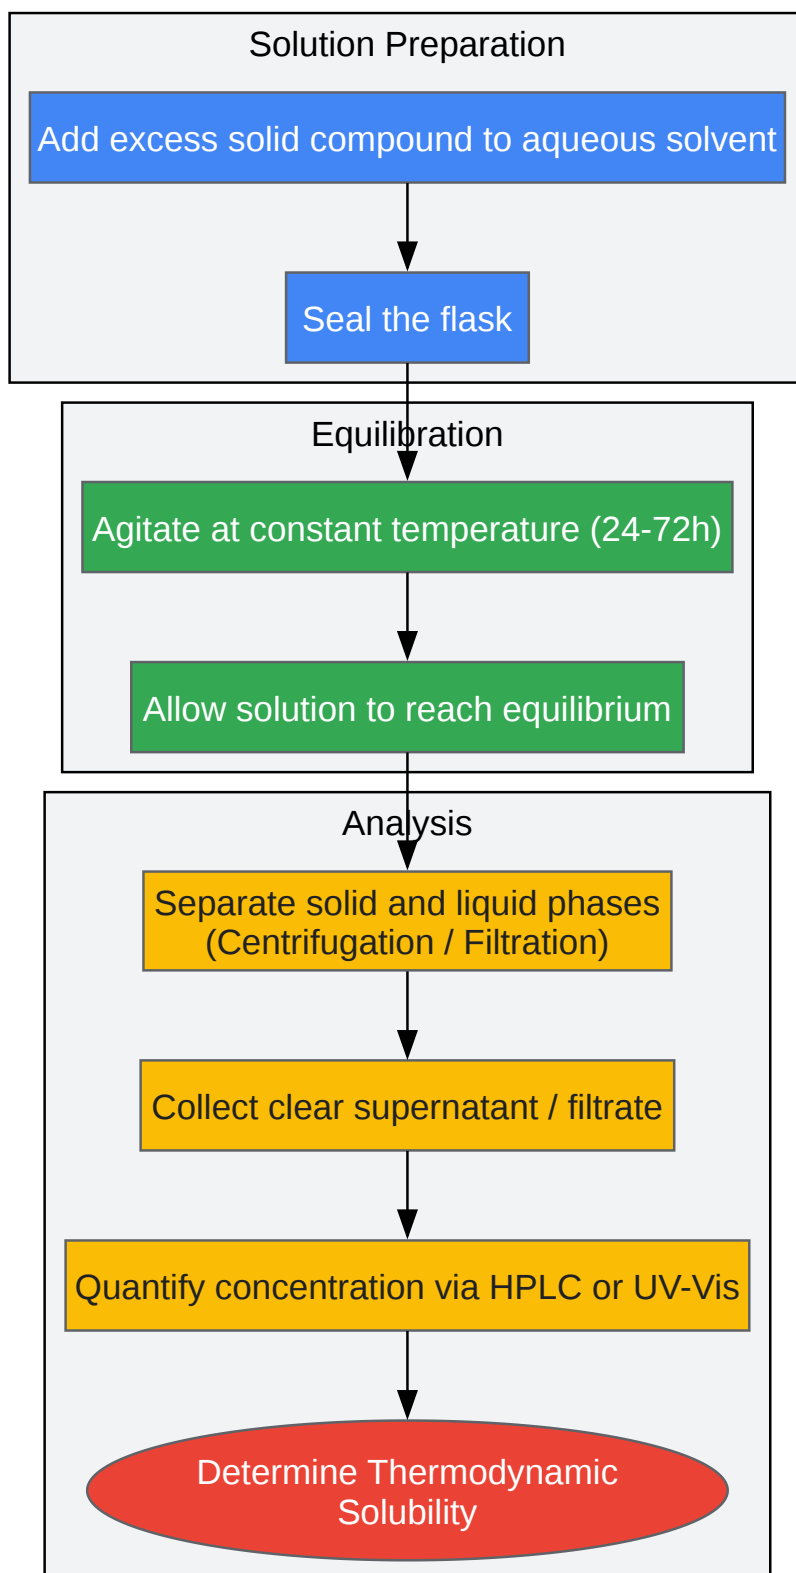 Solution Preparation
Add excess solid compound to aqueous solvent
Seal the flask
Equilibration
Agitate at constant temperature (24-72h)
Allow solution to reach equilibrium
Analysis
Separate solid and liquid phases
(Centrifugation / Filtration)
Collect clear supernatant / filtrate
Quantify concentration via HPLC or UV-Vis
Determine Thermodynamic
Solubility